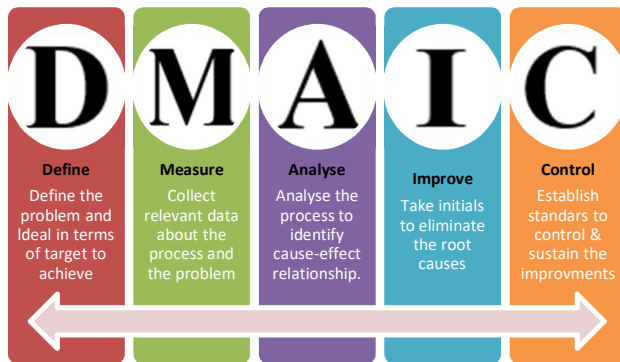 D
Define
Define the
problem and
Ideal in terms
of target to
achieve
M
Measure
Collect
relevant data
about the
process and
the problem
A
Analyse
Analyse the
process to
identify
cause-effect
relationship.
I
Improve
Take initials
to eliminate
the root
causes
C
Control
Establish
standars to
control &
sustain the
improvments